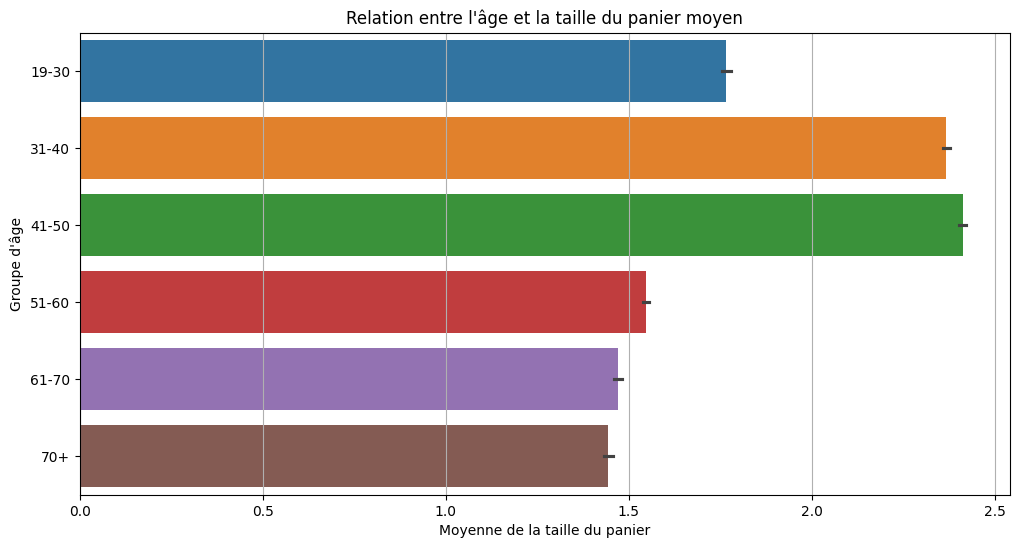 Relation entre l'âge et la taille du panier moyen
Groupe d'âge
19-30
31-40
41-50
51-60
61-70
70+
0.0 0.5 1.0 1.5 2.0 2.5
Moyenne de la taille du panier